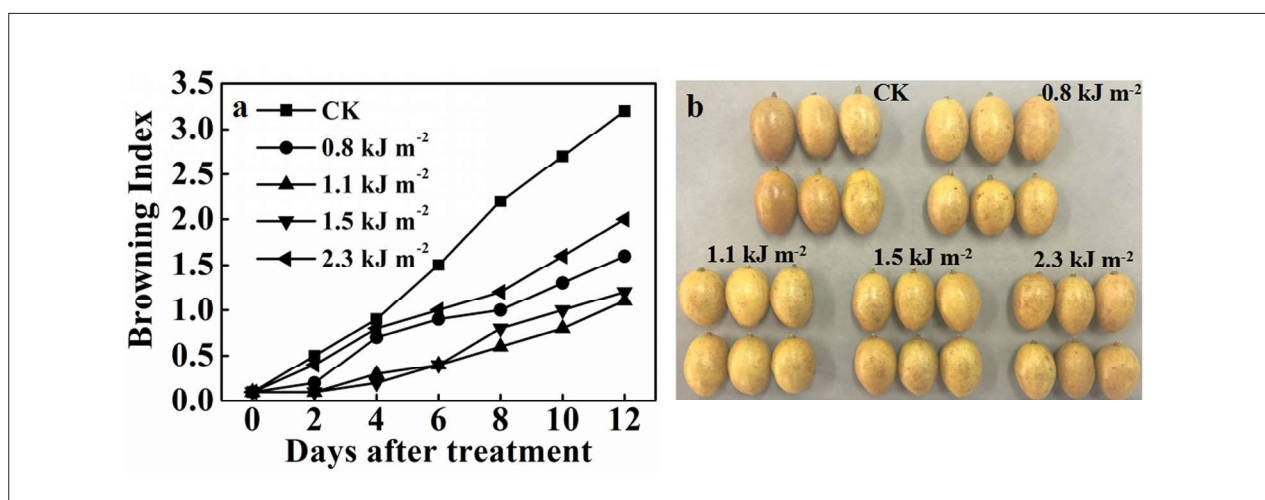 a
CK
0.8 kJ m⁻²
1.1 kJ m⁻²
1.5 kJ m⁻²
2.3 kJ m⁻²
Browning Index
3.5
3.0
2.5
2.0
1.5
1.0
0.5
0.0
0 2 4 6 8 10 12
Days after treatment
b
CK
0.8 kJ m⁻²
1.1 kJ m⁻²
1.5 kJ m⁻²
2.3 kJ m⁻²